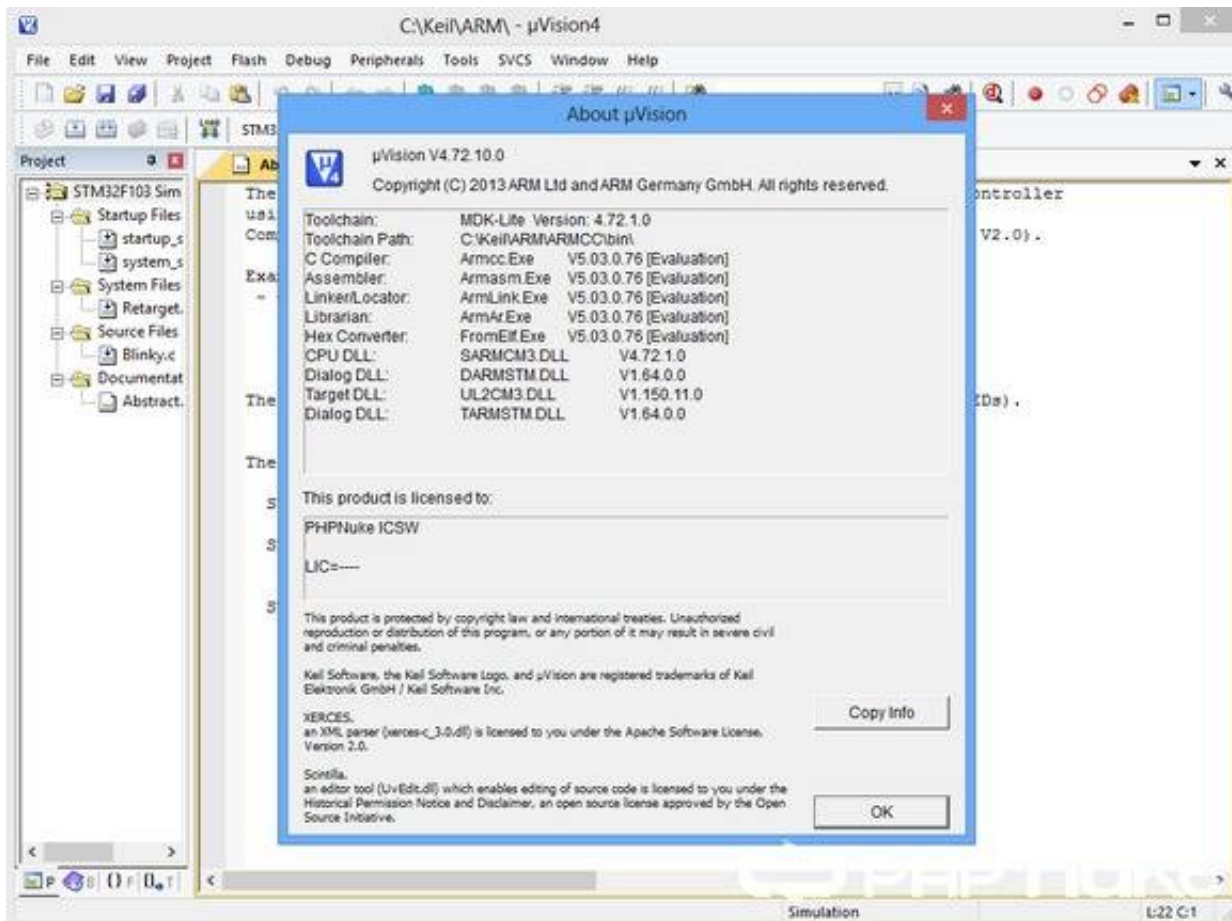 C:\Keil\ARM\ - µVision4
File Edit View Project Flash Debug Peripherals Tools SVCS Window Help
About µVision
STM3
Project
Ab
µVision V4.72.10.0
Copyright (C) 2013 ARM Ltd and ARM Germany GmbH. All rights reserved.
STM32F103 Sim
Startup Files
startup_s
system_s
System Files
Retarget.
Source Files
Blinky.c
Documentat
Abstract.
The
usi
Com
Exa
-
The
The
S
S
S
ontroller
V2.0).
EDs).
Toolchain: MDK-Lite Version: 4.72.1.0
Toolchain Path: C:\Keil\ARM\ARMCC\bin\
C Compiler: Armcc.Exe V5.03.0.76 [Evaluation]
Assembler: Armasm.Exe V5.03.0.76 [Evaluation]
Linker/Locator: ArmLink.Exe V5.03.0.76 [Evaluation]
Librarian: ArmAr.Exe V5.03.0.76 [Evaluation]
Hex Converter: FromElf.Exe V5.03.0.76 [Evaluation]
CPU DLL: SARMCM3.DLL V4.72.1.0
Dialog DLL: DARMSTM.DLL V1.64.0.0
Target DLL: UL2CM3.DLL V1.150.11.0
Dialog DLL: TARMSTM.DLL V1.64.0.0
This product is licensed to:
PHPNuke ICSW
LIC=----
This product is protected by copyright law and international treaties. Unauthorized
reproduction or distribution of this program, or any portion of it may result in severe civil
and criminal penalties.
Keil Software, the Keil Software Logo, and µVision are registered trademarks of Keil
Elektronik GmbH / Keil Software Inc.
XERCES.
an XML parser (xerces-c_3.0.dll) is licensed to you under the Apache Software License,
Version 2.0.
Scintilla.
an editor tool (UvEdit.dll) which enables editing of source code is licensed to you under the
Historical Permission Notice and Disclaimer, an open source license approved by the Open
Source Initiative.
Copy Info
OK
Simulation
L:22 C:1